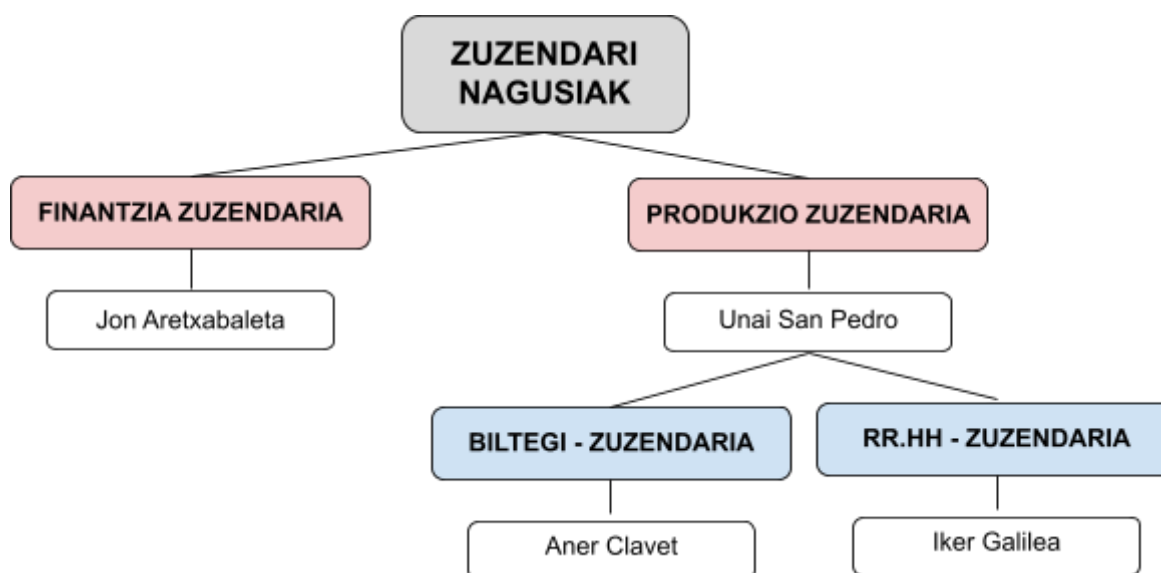 ZUZENDARI
NAGUSIAK
FINANTZIA ZUZENDARIA
PRODUKZIO ZUZENDARIA
Jon Aretxabaleta
Unai San Pedro
BILTEGI - ZUZENDARIA
RR.HH - ZUZENDARIA
Aner Clavet
Iker Galilea